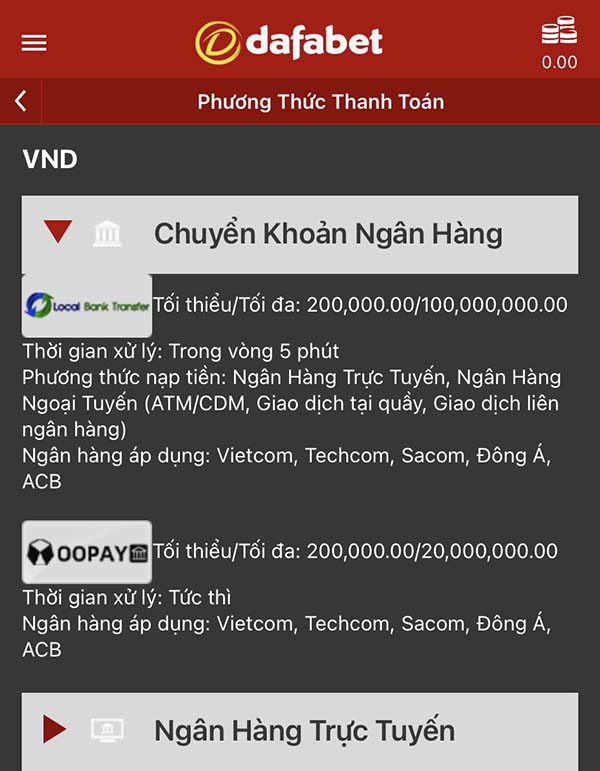 dafabet
0.00
Phương Thức Thanh Toán
VND
Chuyển Khoản Ngân Hàng
Local Bank Transfer Tối thiểu/Tối đa: 200,000.00/100,000,000.00
Thời gian xử lý: Trong vòng 5 phút
Phương thức nạp tiền: Ngân Hàng Trực Tuyến, Ngân Hàng
Ngoại Tuyến (ATM/CDM, Giao dịch tại quầy, Giao dịch liên
ngân hàng)
Ngân hàng áp dụng: Vietcom, Techcom, Sacom, Đông Á,
ACB
OOPAY Tối thiểu/Tối đa: 200,000.00/20,000,000.00
Thời gian xử lý: Tức thì
Ngân hàng áp dụng: Vietcom, Techcom, Sacom, Đông Á,
ACB
Ngân Hàng Trực Tuyến